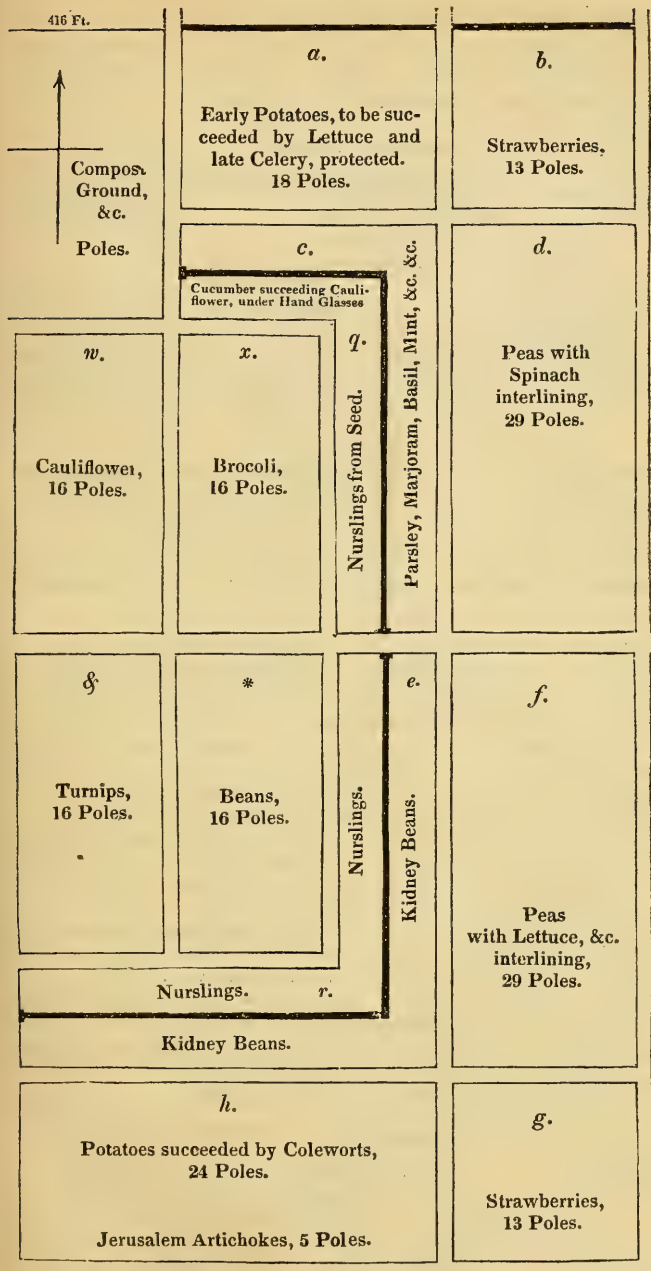 416 Ft.
a.
Early Potatoes, to be suc-
ceeded by Lettuce and
late Celery, protected.
18 Poles.
b.
Strawberries,
13 Poles.
Compost
Ground,
&c.
Poles.
c.
Cucumber succeeding Cauli-
flower, under Hand Glasses
q.
Nurslings from Seed.
Parsley, Marjoram, Basil, Mint, &c. &c.
d.
Peas with
Spinach
interlining,
29 Poles.
w.
Cauliflower,
16 Poles.
x.
Brocoli,
16 Poles.
&
Turnips,
16 Poles.
*
Beans,
16 Poles.
Nurslings.
e.
Kidney Beans.
f.
Peas
with Lettuce, &c.
interlining,
29 Poles.
Nurslings. r.
Kidney Beans.
h.
Potatoes succeeded by Coleworts,
24 Poles.
Jerusalem Artichokes, 5 Poles.
g.
Strawberries,
13 Poles.